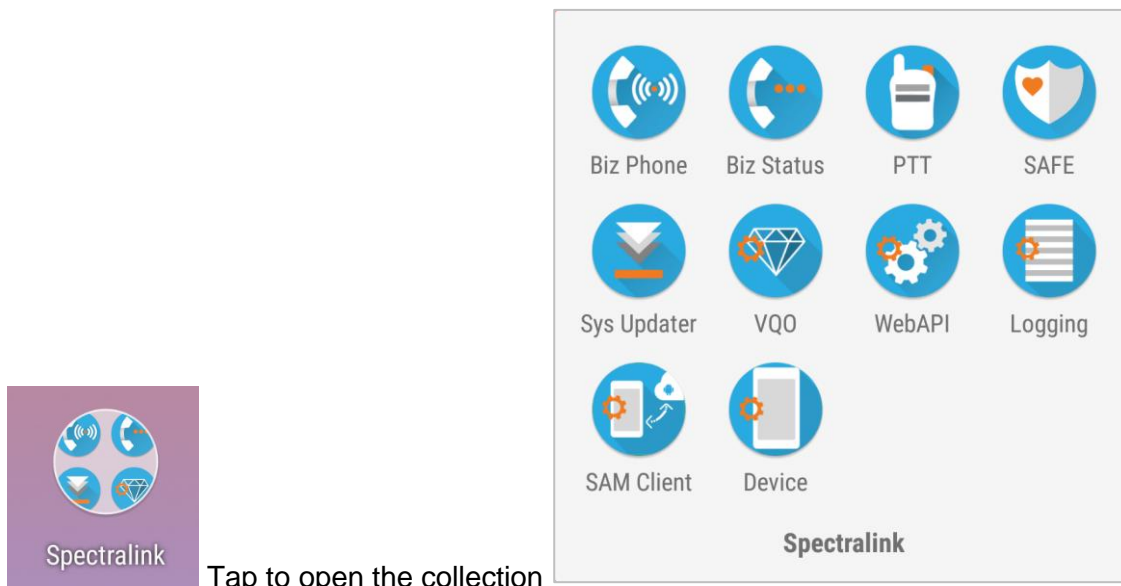 Biz Phone Biz Status PTT SAFE
Sys Updater VQO WebAPI Logging
SAM Client Device
Spectralink
Spectralink
Tap to open the collection